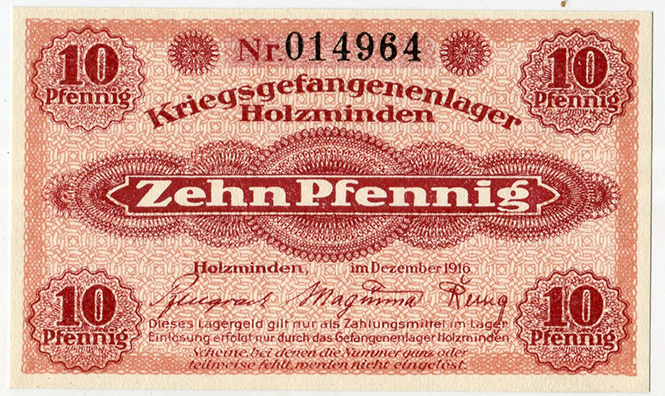 Nr. 014964
10
Pfennig
10
Pfennig
Kriegsgefangenenlager
Holzminden
Zehn Pfennig
Holzminden, im Dezember 1916
10
Pfennig
10
Pfennig
Dieses Lagergeld gilt nur als Zahlungsmittel im Lager
Einlösung erfolgt nur durch das Gefangenenlager Holzminden
Scheine, bei denen die Nummer ganz oder
teilweise fehlt, werden nicht eingelöst.